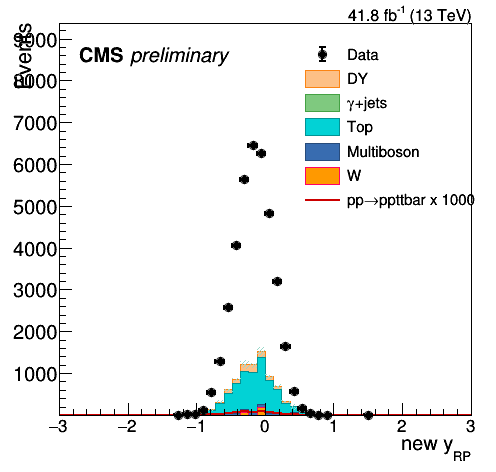 41.8 fb⁻¹ (13 TeV)
Events
CMS preliminary
Data
DY
γ+jets
Top
Multiboson
W
pp→ppttbar x 1000
9000
8000
7000
6000
5000
4000
3000
2000
1000
−3 −2 −1 0 1 2 3
new y_RP